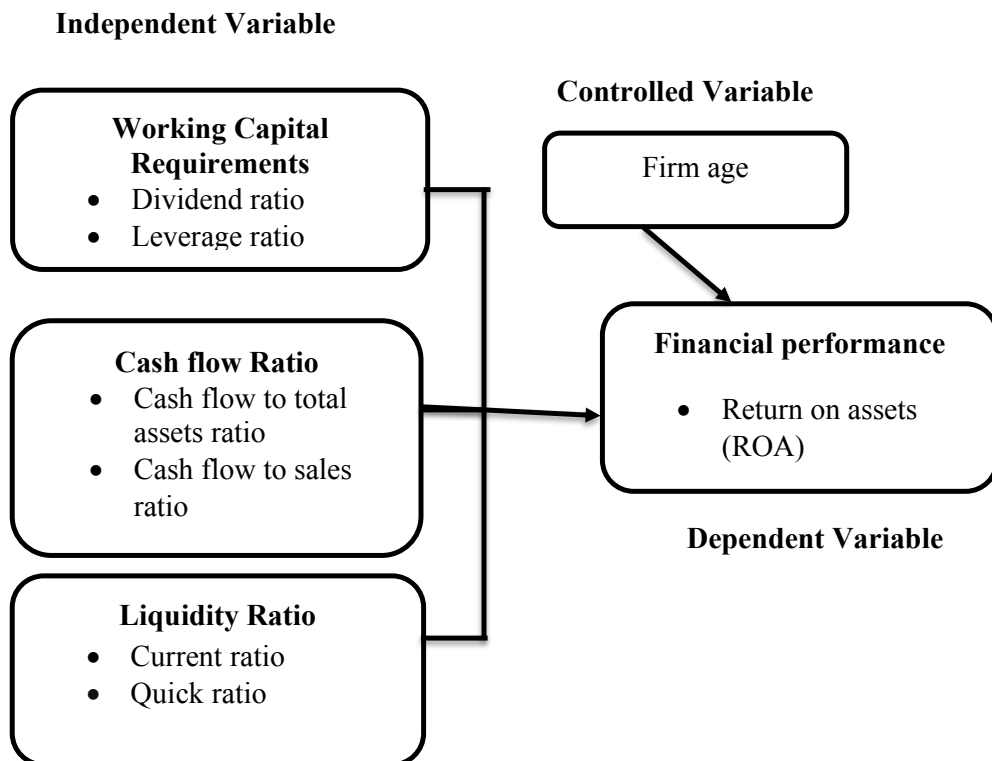 Independent Variable
Working Capital
Requirements
• Dividend ratio
• Leverage ratio
Cash flow Ratio
• Cash flow to total
assets ratio
• Cash flow to sales
ratio
Liquidity Ratio
• Current ratio
• Quick ratio
Controlled Variable
Firm age
Financial performance
• Return on assets
(ROA)
Dependent Variable